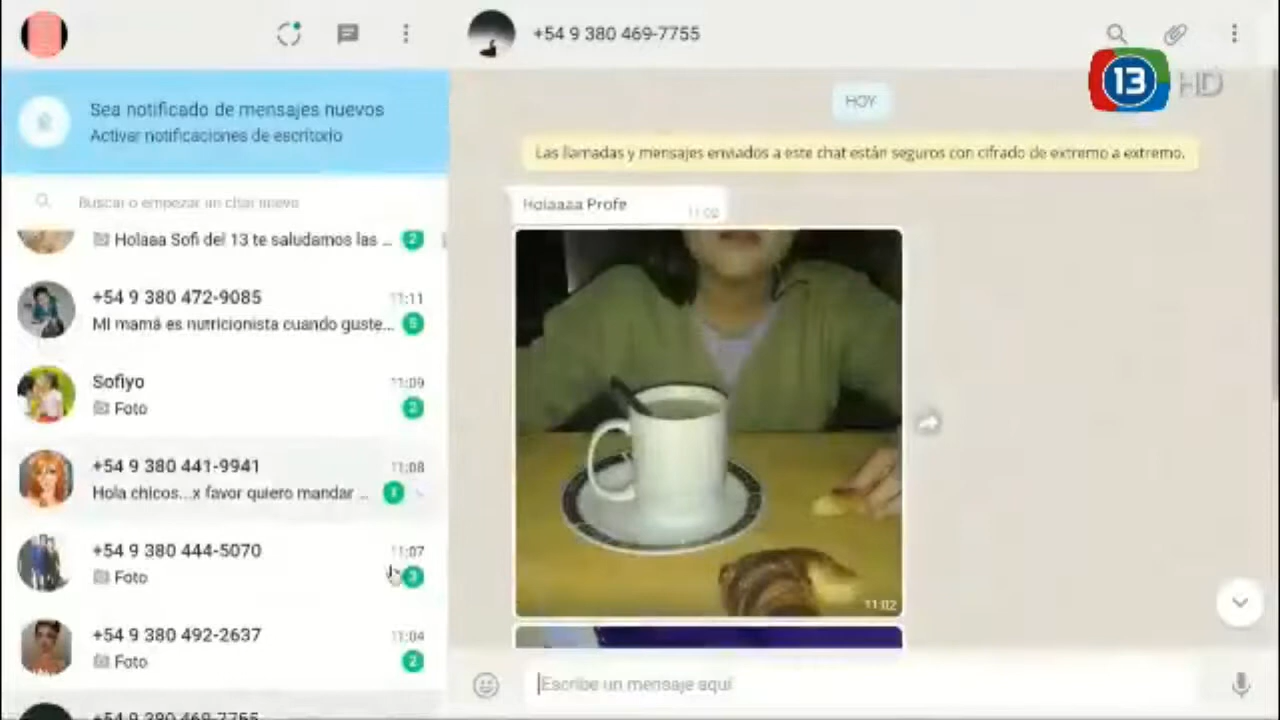 +54 9 380 469-7755
13 HD
Sea notificado de mensajes nuevos
Activar notificaciones de escritorio
Buscar o empezar un chat nuevo
Holaaa Sofi del 13 te saludamos las ...
2
+54 9 380 472-9085
11:11
Mi mamá es nutricionista cuando guste...
5
Sofiyo
11:09
Foto
2
+54 9 380 441-9941
11:08
Hola chicos...x favor quiero mandar ...
+54 9 380 444-5070
11:07
Foto
3
+54 9 380 492-2637
11:04
Foto
2
+54 9 380 469-7755
HOY
Las llamadas y mensajes enviados a este chat están seguros con cifrado de extremo a extremo.
Holaaaa Profe
11:02
11:02
Escribe un mensaje aquí